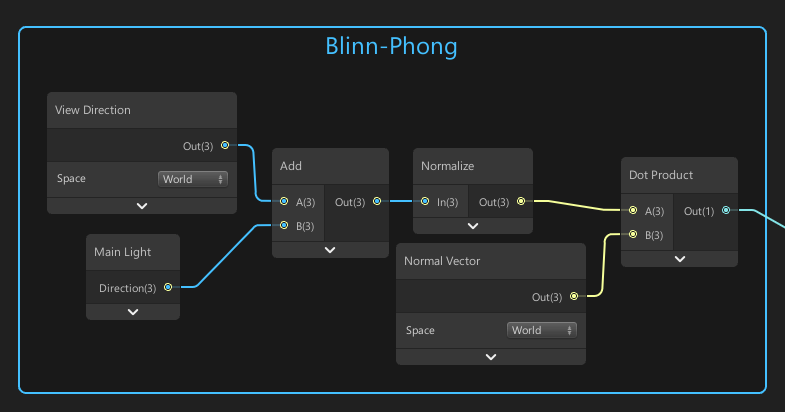 Blinn-Phong
View Direction
Out(3)
Space World
Main Light
Direction(3)
Add
A(3) Out(3)
B(3)
Normalize
In(3) Out(3)
Normal Vector
Out(3)
Space World
Dot Product
A(3) Out(1)
B(3)